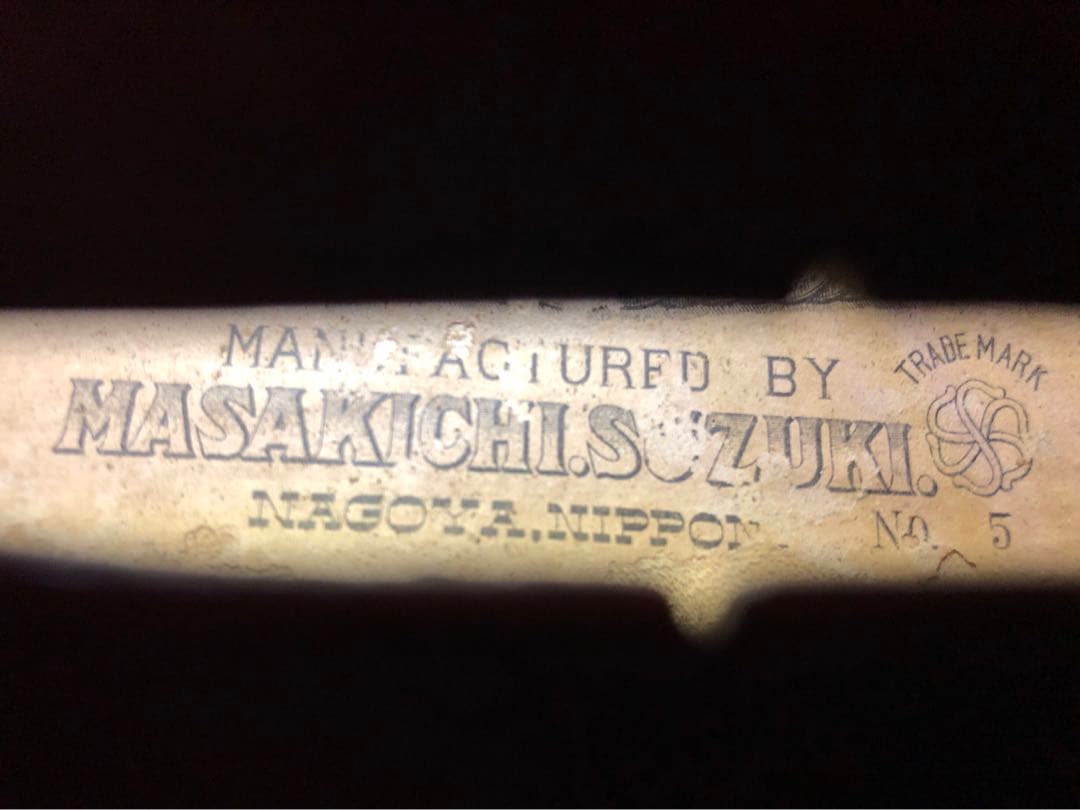 MANUFACTURED BY
TRADE MARK
MASAKICHI.SUZUKI.
NAGOYA, NIPPON No. 5